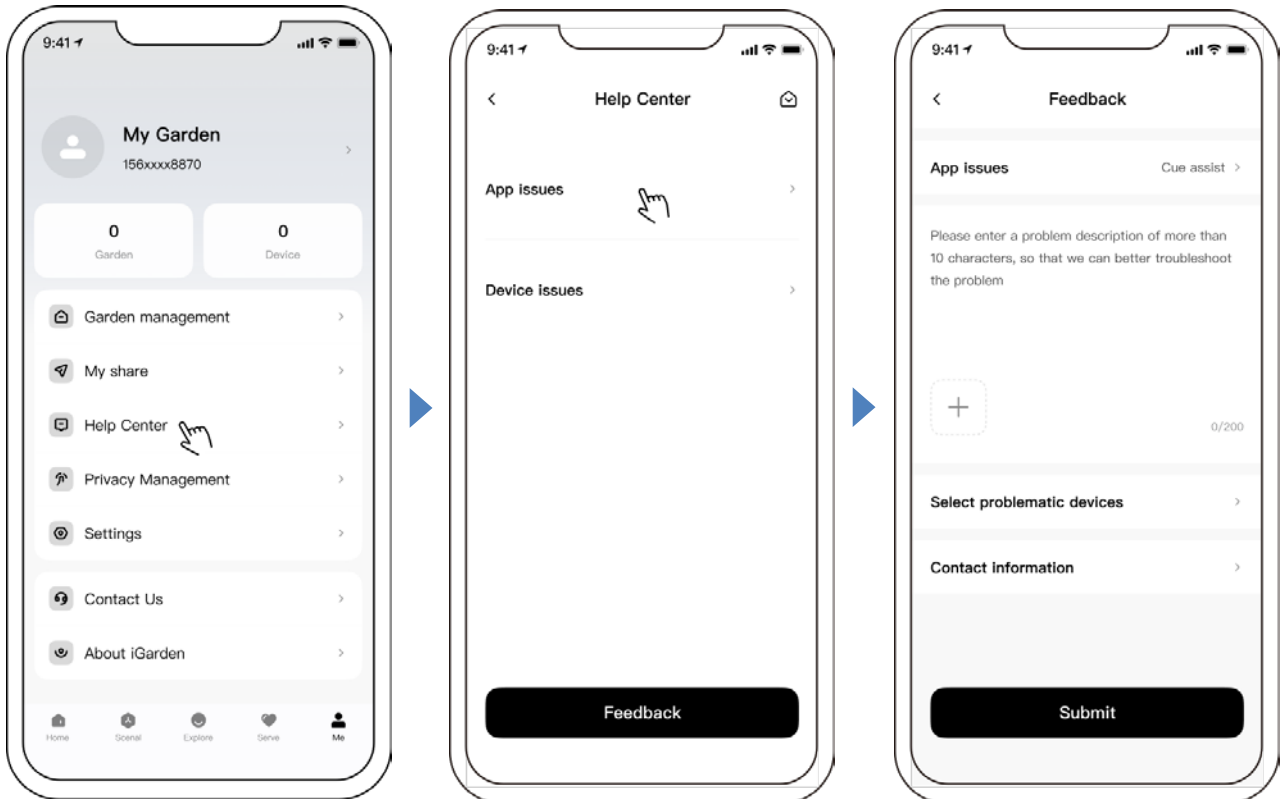 9:41
My Garden
156xxxx8870
0
Garden
0
Device
Garden management
My share
Help Center
Privacy Management
Settings
Contact Us
About iGarden
Home
Scenal
Explore
Serve
Me
9:41
Help Center
App issues
Device issues
Feedback
9:41
Feedback
App issues
Cue assist
Please enter a problem description of more than
10 characters, so that we can better troubleshoot
the problem
0/200
Select problematic devices
Contact information
Submit